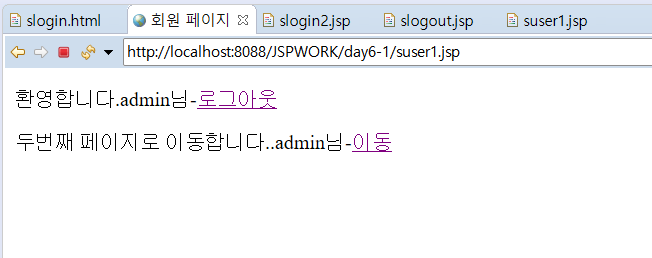 slogin.html 회원 페이지 slogin2.jsp slogout.jsp suser1.jsp
http://localhost:8088/JSPWORK/day6-1/suser1.jsp
환영합니다.admin님-로그아웃
두번째 페이지로 이동합니다..admin님-이동